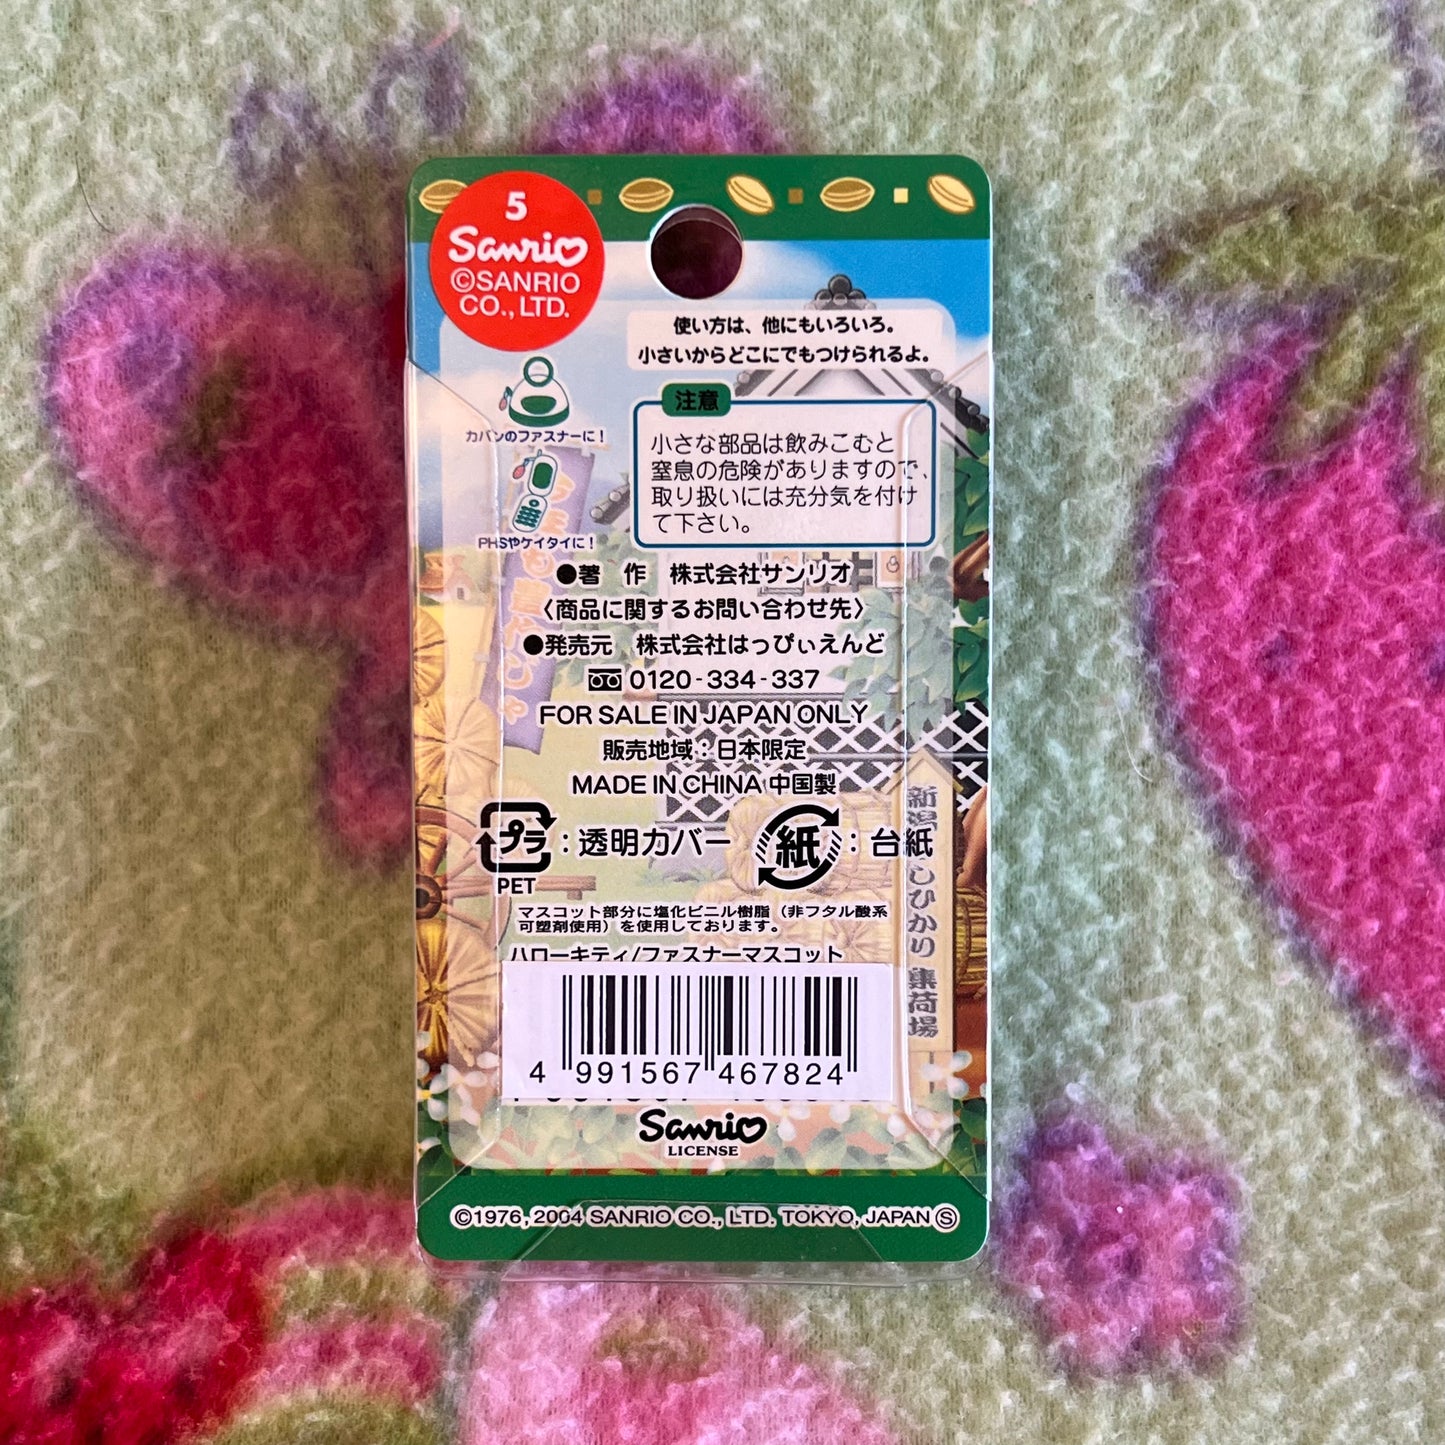 5
Sanrio
©SANRIO
CO., LTD.
使い方は、他にもいろいろ。
小さいからどこにでもつけられるよ。
カバンのファスナーに！
PHSやケイタイに！
注意
小さな部品は飲みこむと
窒息の危険がありますので、
取り扱いには充分気を付け
て下さい。
●著　作　株式会社サンリオ
〈商品に関するお問い合わせ先〉
●発売元　株式会社はっぴぃえんど
0120-334-337
FOR SALE IN JAPAN ONLY
販売地域：日本限定
MADE IN CHINA 中国製
プラ：透明カバー
PET
紙：台紙
マスコット部分に塩化ビニル樹脂（非フタル酸系
可塑剤使用）を使用しております。
ハローキティ/ファスナーマスコット
4 991567 467824
Sanrio
LICENSE
©1976, 2004 SANRIO CO., LTD. TOKYO, JAPAN Ⓢ
新潟こしひかり 集荷場